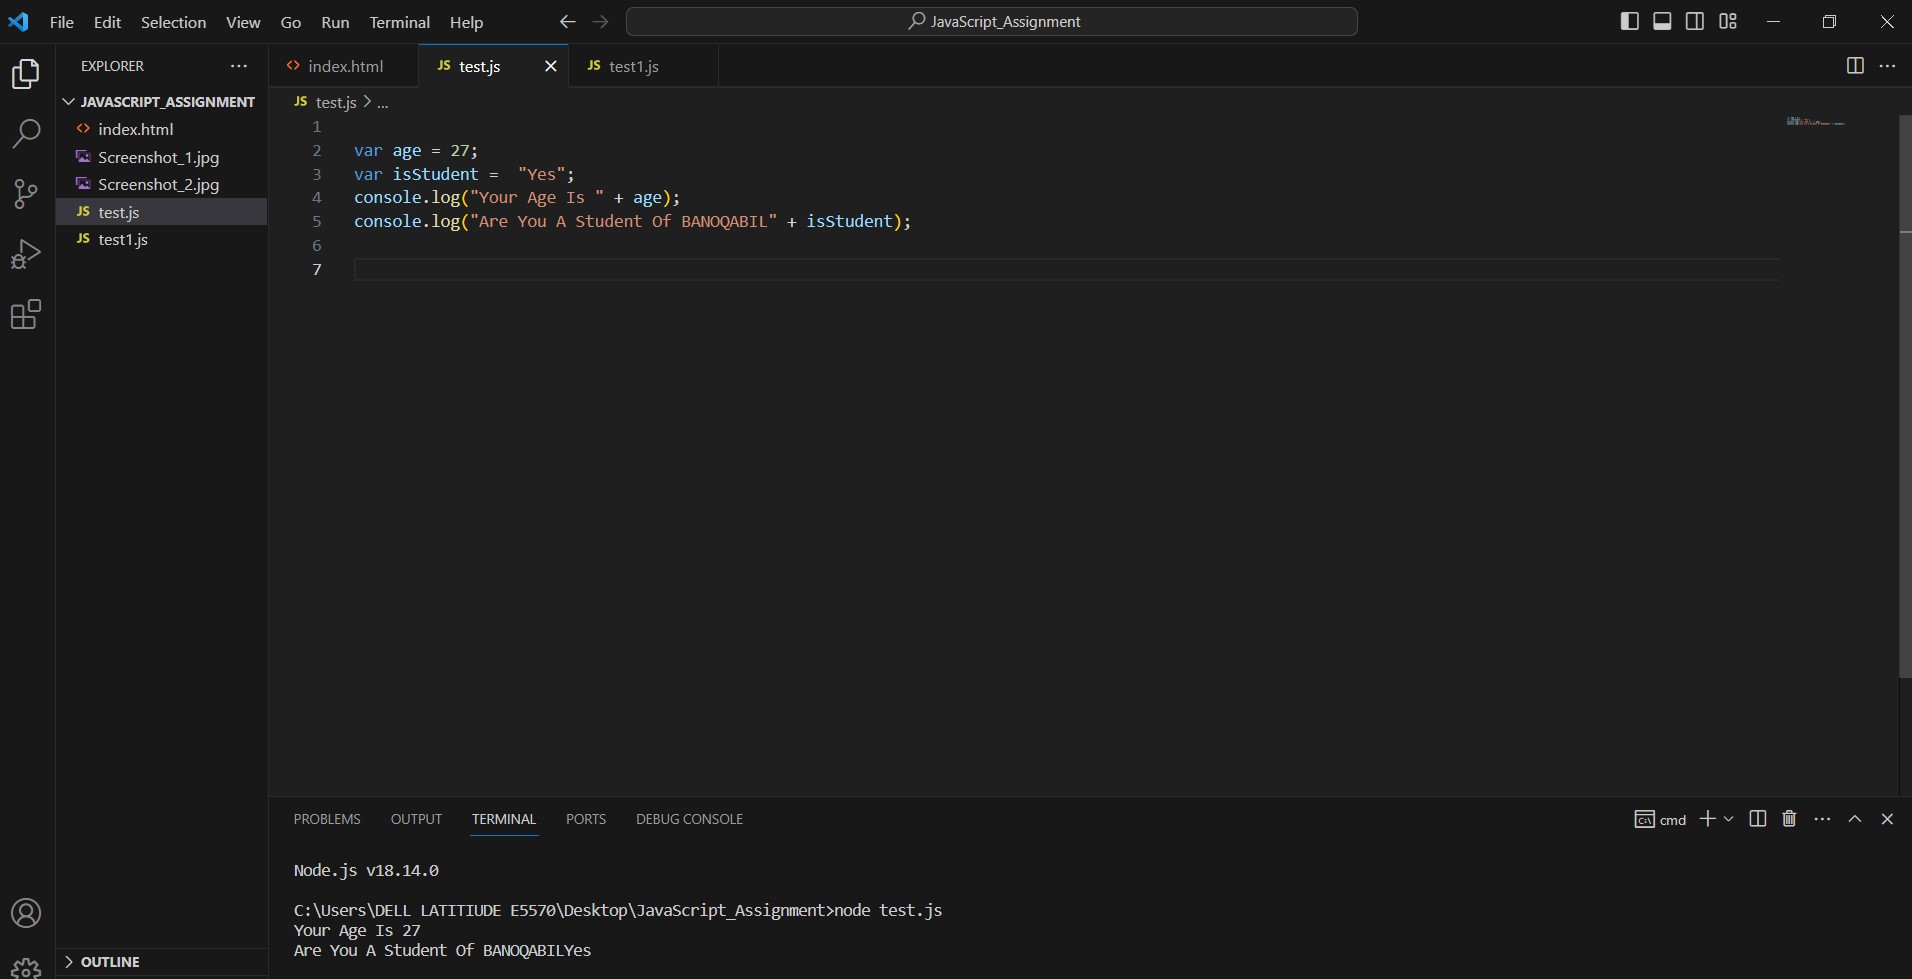 File Edit Selection View Go Run Terminal Help
JavaScript_Assignment
EXPLORER
JAVASCRIPT_ASSIGNMENT
index.html
Screenshot_1.jpg
Screenshot_2.jpg
JS test.js
JS test1.js
OUTLINE
index.html JS test.js JS test1.js
JS test.js > ...
1
2 var age = 27;
3 var isStudent =  "Yes";
4 console.log("Your Age Is " + age);
5 console.log("Are You A Student Of BANOQABIL" + isStudent);
6
7
PROBLEMS OUTPUT TERMINAL PORTS DEBUG CONSOLE
cmd
Node.js v18.14.0
C:\Users\DELL LATITIUDE E5570\Desktop\JavaScript_Assignment>node test.js
Your Age Is 27
Are You A Student Of BANOQABILYes